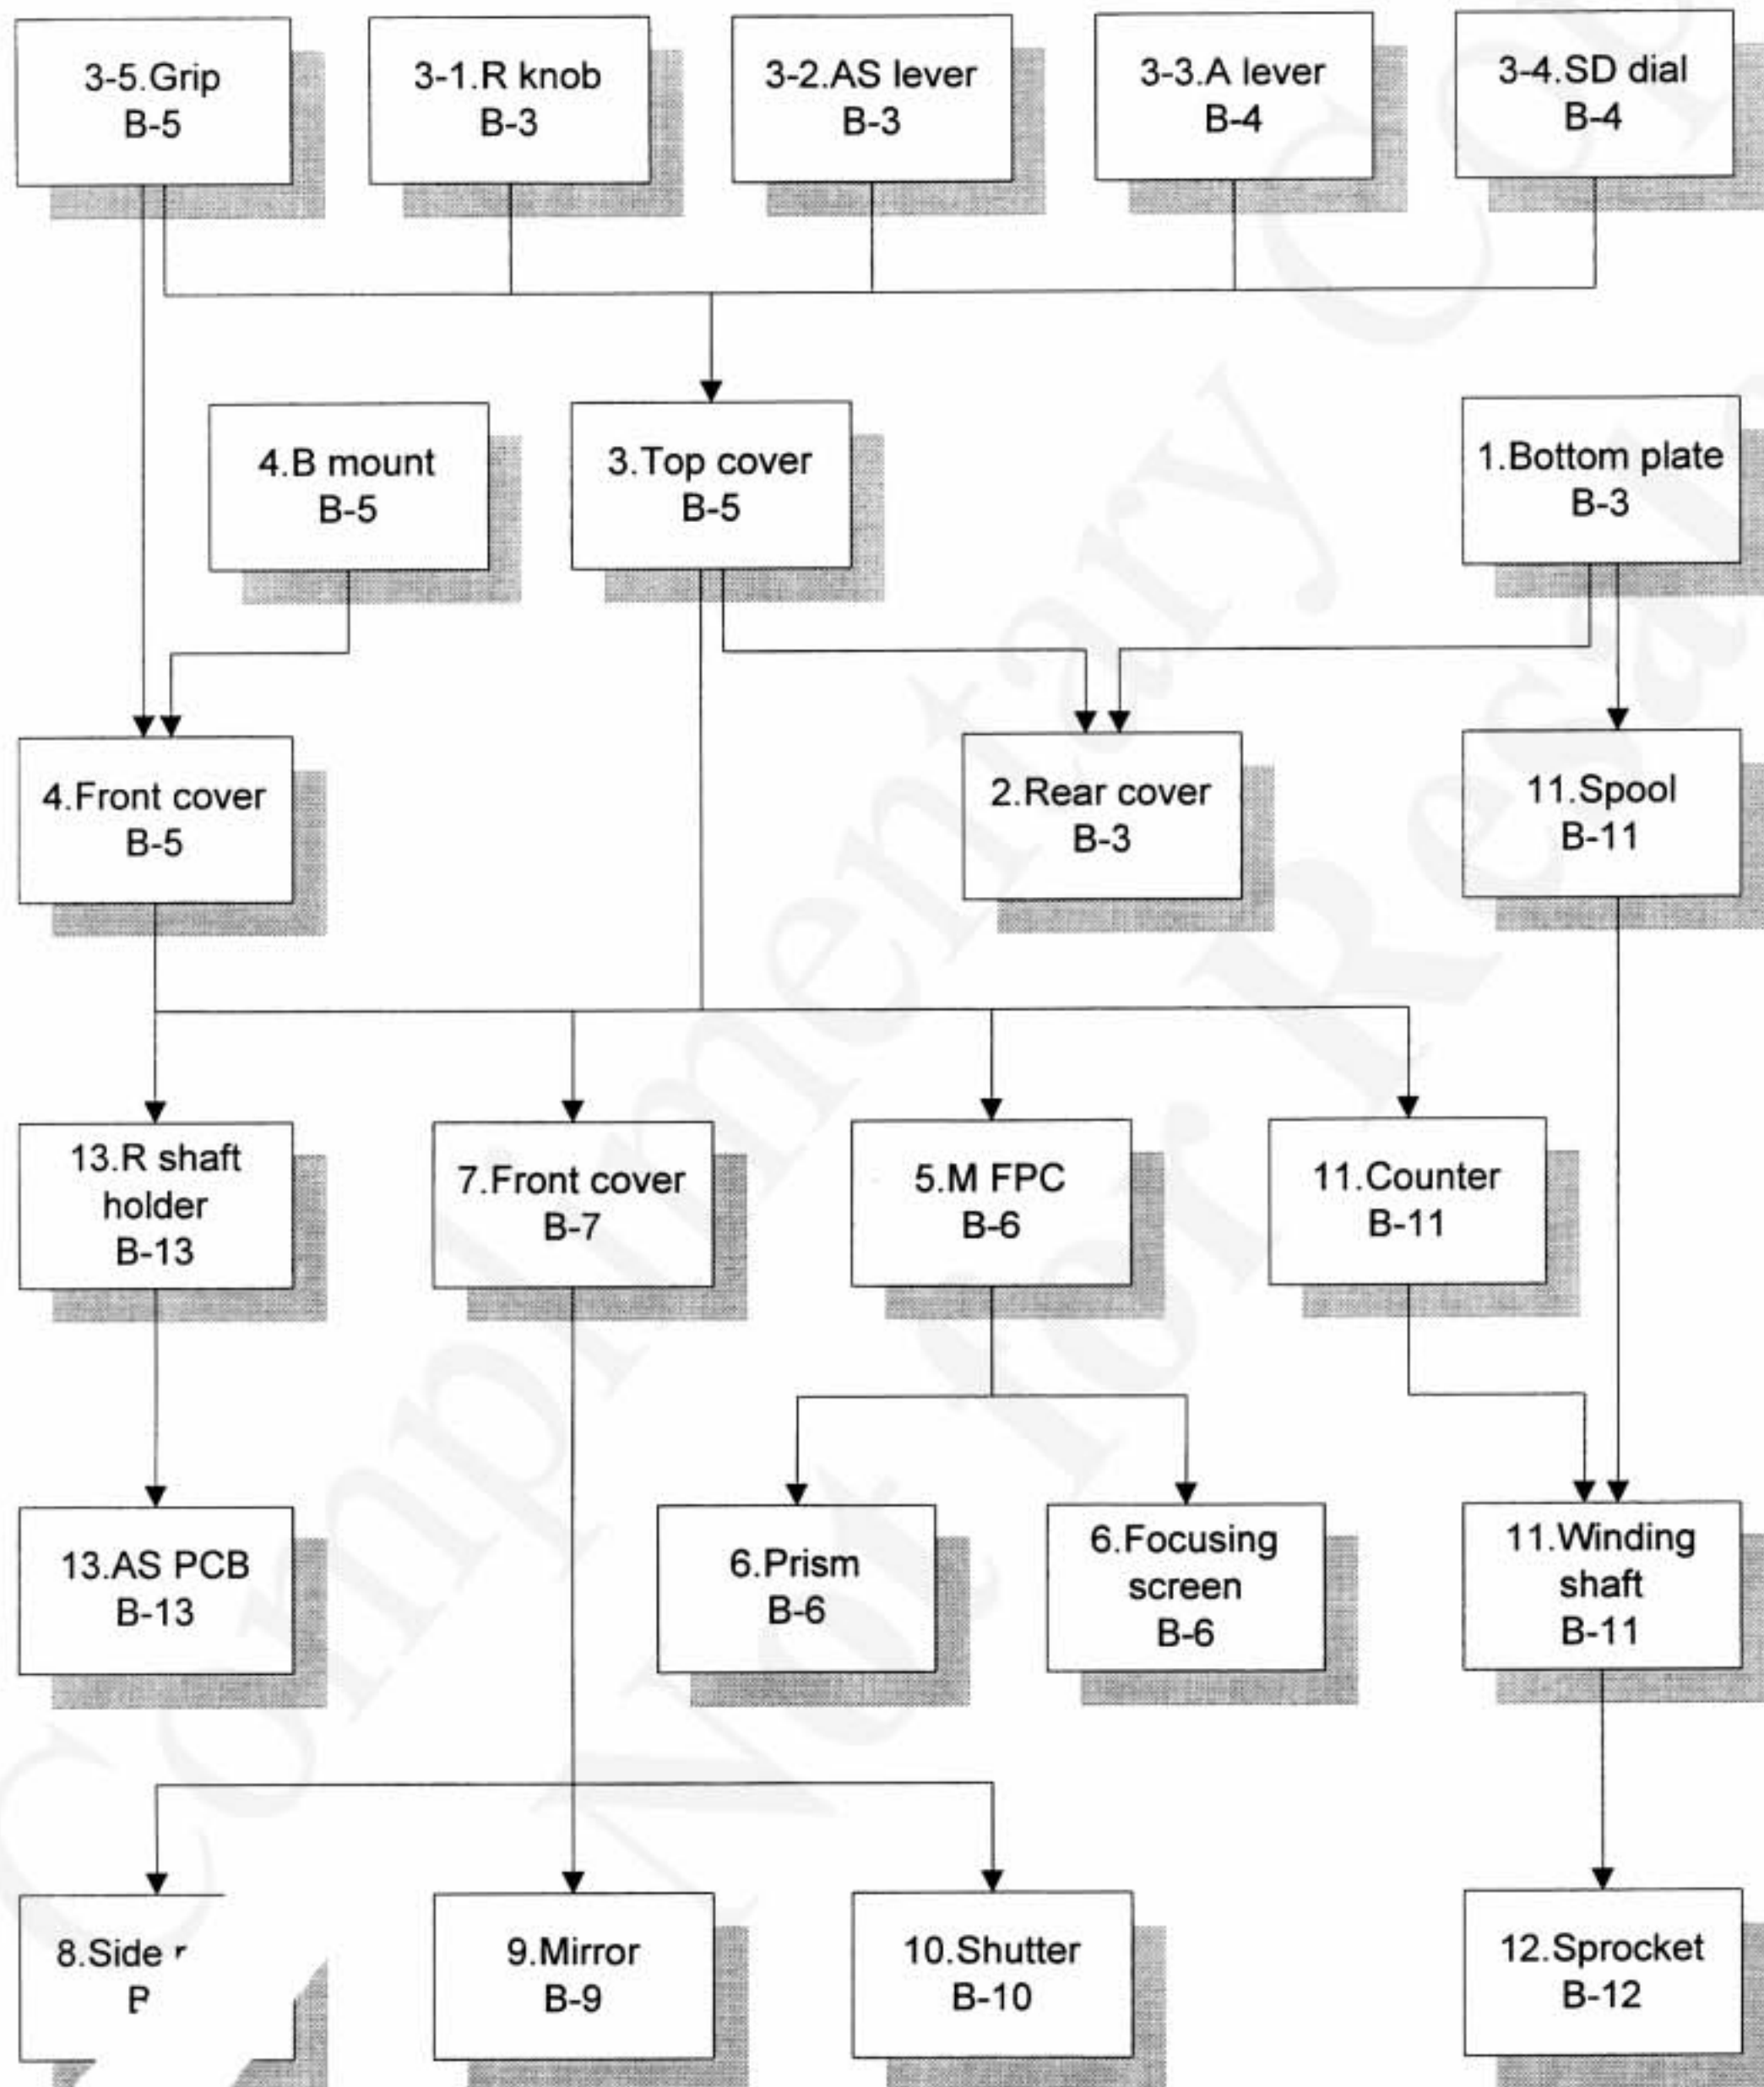 3-5.Grip
B-5
3-1.R knob
B-3
3-2.AS lever
B-3
3-3.A lever
B-4
3-4.SD dial
B-4
4.B mount
B-5
3.Top cover
B-5
1.Bottom plate
B-3
4.Front cover
B-5
2.Rear cover
B-3
11.Spool
B-11
13.R shaft
holder
B-13
7.Front cover
B-7
5.M FPC
B-6
11.Counter
B-11
13.AS PCB
B-13
6.Prism
B-6
6.Focusing
screen
B-6
11.Winding
shaft
B-11
8.Side
9.Mirror
B-9
10.Shutter
B-10
12.Sprocket
B-12
Complimentary
Not for